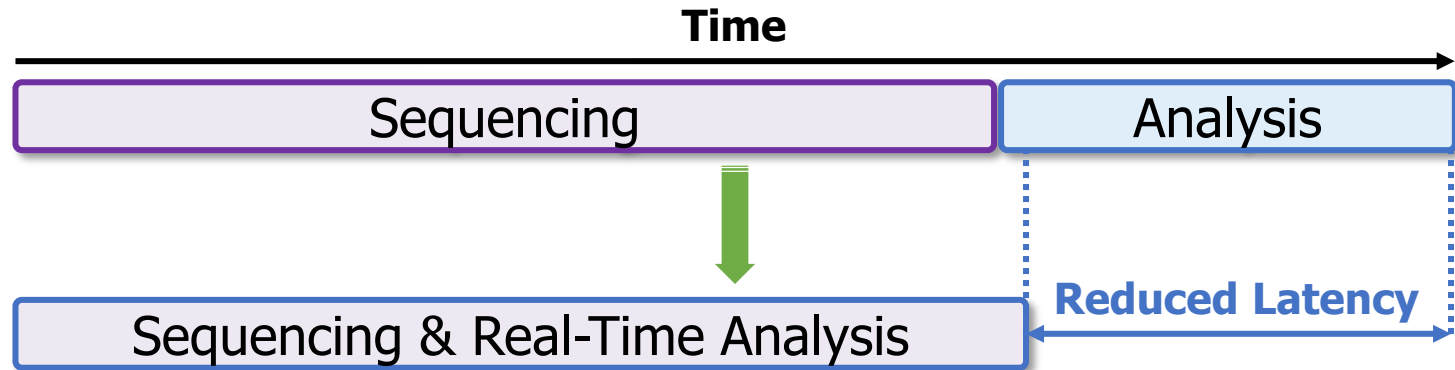 Time
Sequencing
Analysis
Reduced Latency
Sequencing & Real-Time Analysis